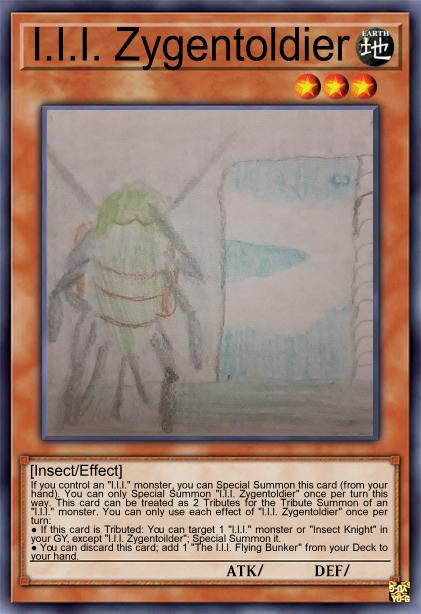 I.I.I. Zygentoldier
EARTH
地
[Insect/Effect]
If you control an "I.I.I." monster, you can Special Summon this card (from your
hand). You can only Special Summon "I.I.I. Zygentoldier" once per turn this
way. This card can be treated as 2 Tributes for the Tribute Summon of an
"I.I.I." monster. You can only use each effect of "I.I.I. Zygentoldier" once per
turn:
● If this card is Tributed: You can target 1 "I.I.I." monster or "Insect Knight" in
your GY, except "I.I.I. Zygentoilder"; Special Summon it.
● You can discard this card; add 1 "The I.I.I. Flying Bunker" from your Deck to
your hand.
ATK/ DEF/